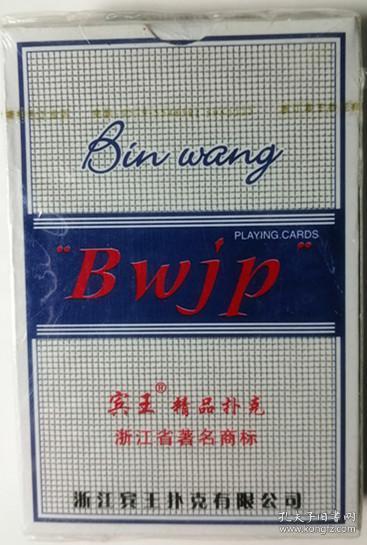 Bin wang
PLAYING CARDS
"Bwjp"
宾王®精品扑克
浙江省著名商标
浙江宾王扑克有限公司
孔夫子旧书网
www.kongfz.com